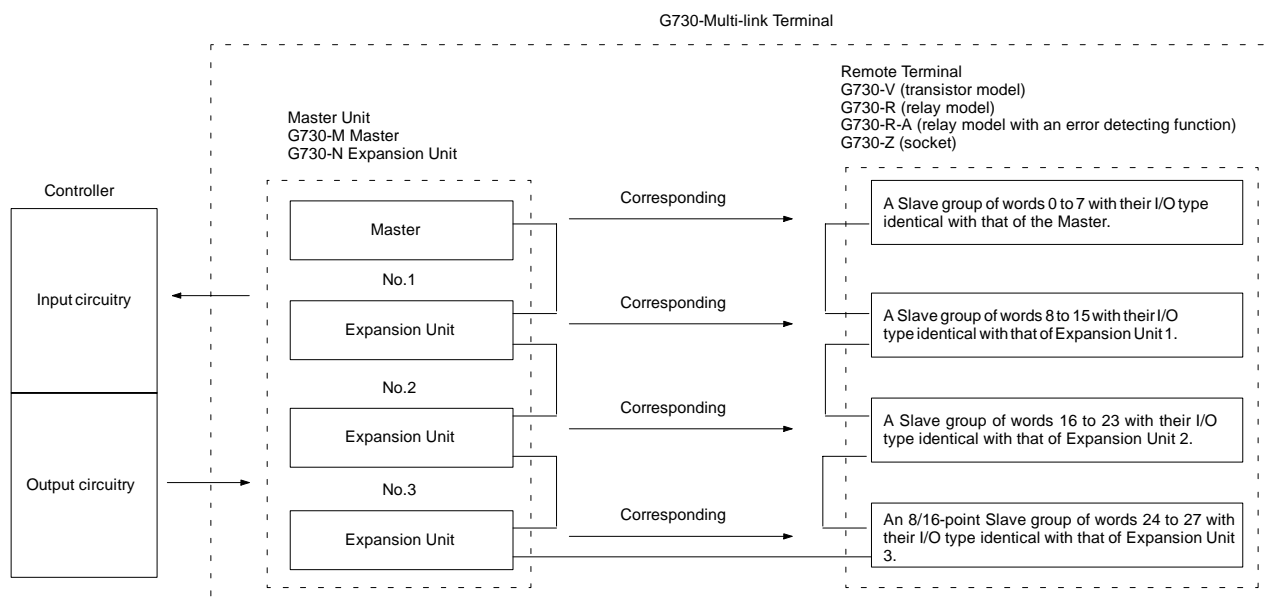 G730-Multi-link Terminal
Remote Terminal
G730-V (transistor model)
G730-R (relay model)
G730-R-A (relay model with an error detecting function)
G730-Z (socket)
Master Unit
G730-M Master
G730-N Expansion Unit
Controller
Input circuitry
Output circuitry
Master
No.1
Expansion Unit
No.2
Expansion Unit
No.3
Expansion Unit
Corresponding
Corresponding
Corresponding
Corresponding
A Slave group of words 0 to 7 with their I/O type
identical with that of the Master.
A Slave group of words 8 to 15 with their I/O
type identical with that of Expansion Unit 1.
A Slave group of words 16 to 23 with their I/O
type identical with that of Expansion Unit 2.
An 8/16-point Slave group of words 24 to 27 with
their I/O type identical with that of Expansion Unit
3.